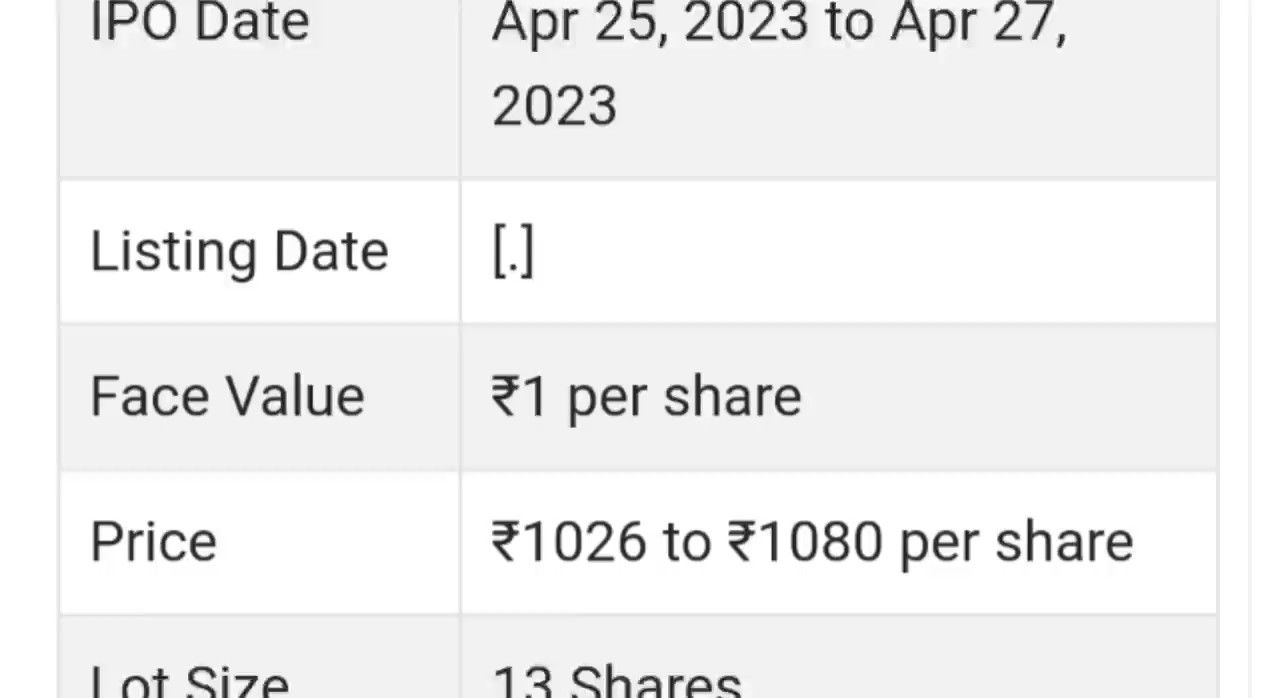 IPO Date
Apr 25, 2023 to Apr 27,
2023
Listing Date
[.]
Face Value
₹1 per share
Price
₹1026 to ₹1080 per share
Lot Size
13 Shares